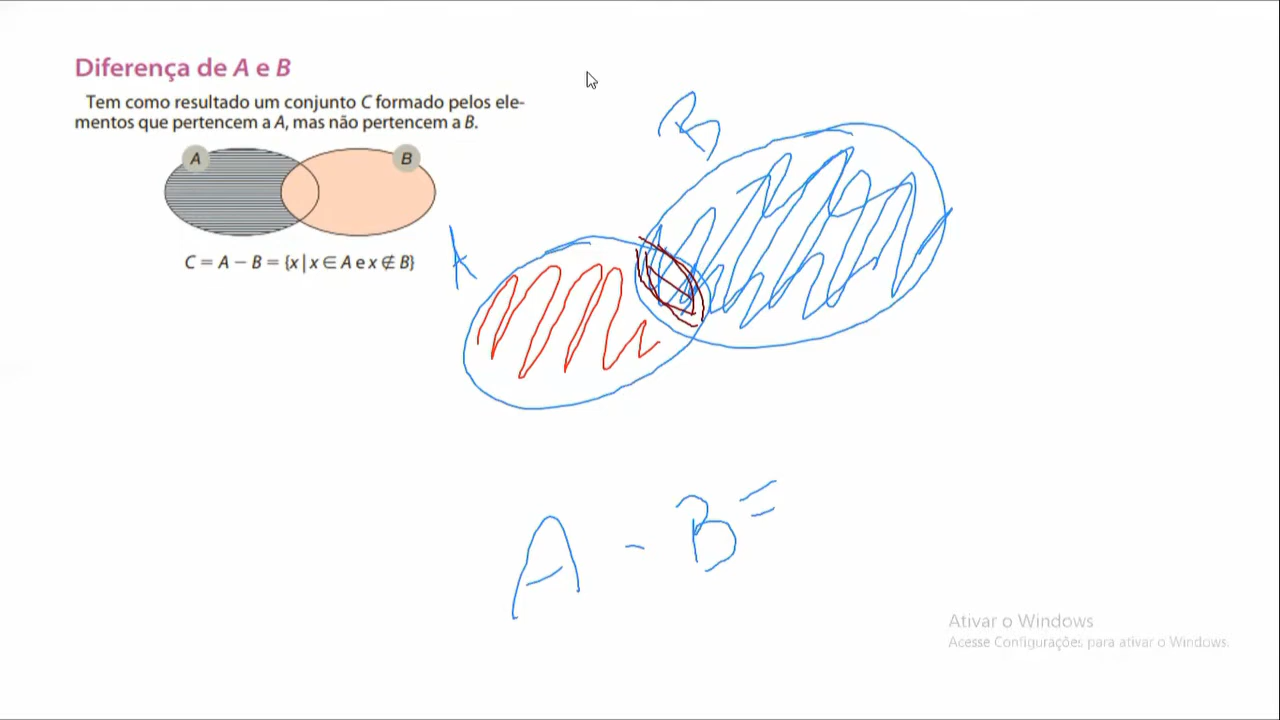 Diferença de A e B
Tem como resultado um conjunto C formado pelos ele-
mentos que pertencem a A, mas não pertencem a B.
A B
C = A − B = {x | x ∈ A e x ∉ B}
B
A
A - B =
Ativar o Windows
Acesse Configurações para ativar o Windows.